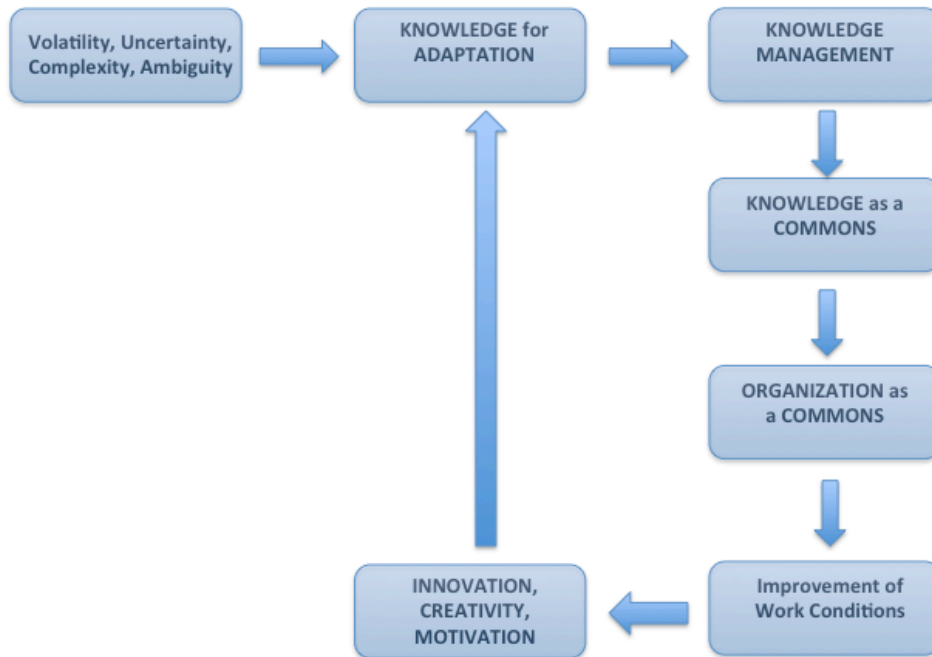 Volatility, Uncertainty,
Complexity, Ambiguity
KNOWLEDGE for
ADAPTATION
KNOWLEDGE
MANAGEMENT
KNOWLEDGE as a
COMMONS
ORGANIZATION as
a COMMONS
Improvement of
Work Conditions
INNOVATION,
CREATIVITY,
MOTIVATION